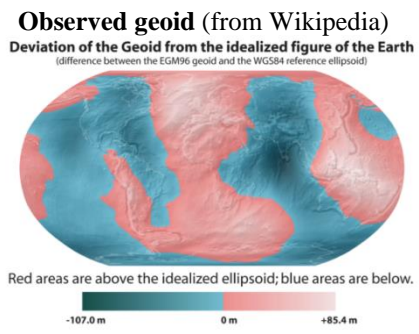 Observed geoid (from Wikipedia)
Deviation of the Geoid from the idealized figure of the Earth
(difference between the EGM96 geoid and the WGS84 reference ellipsoid)
Red areas are above the idealized ellipsoid; blue areas are below.
-107.0 m 0 m +85.4 m